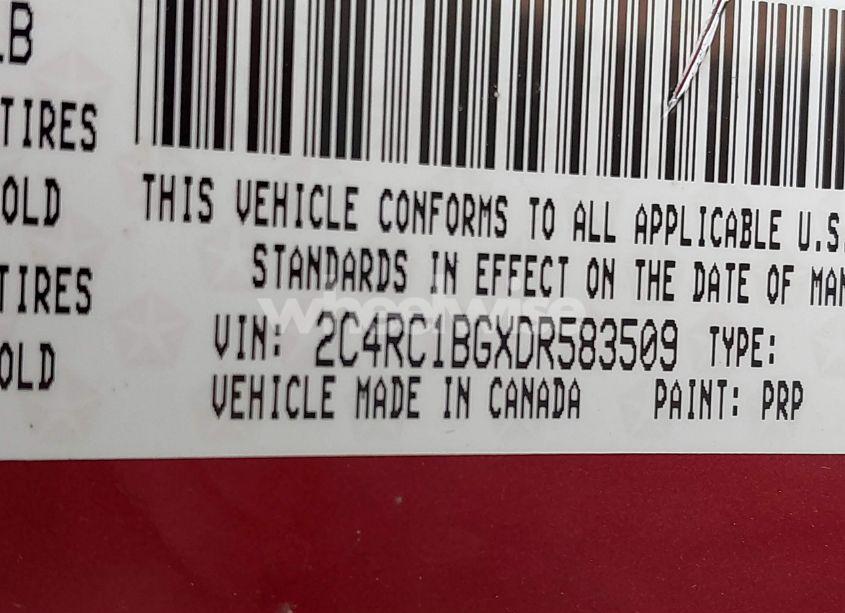 B
TIRES
OLD
THIS VEHICLE CONFORMS TO ALL APPLICABLE U.S.
STANDARDS IN EFFECT ON THE DATE OF MAN
TIRES
wheelwise
VIN: 2C4RC1BGXDR583509 TYPE:
OLD
VEHICLE MADE IN CANADA PAINT: PRP